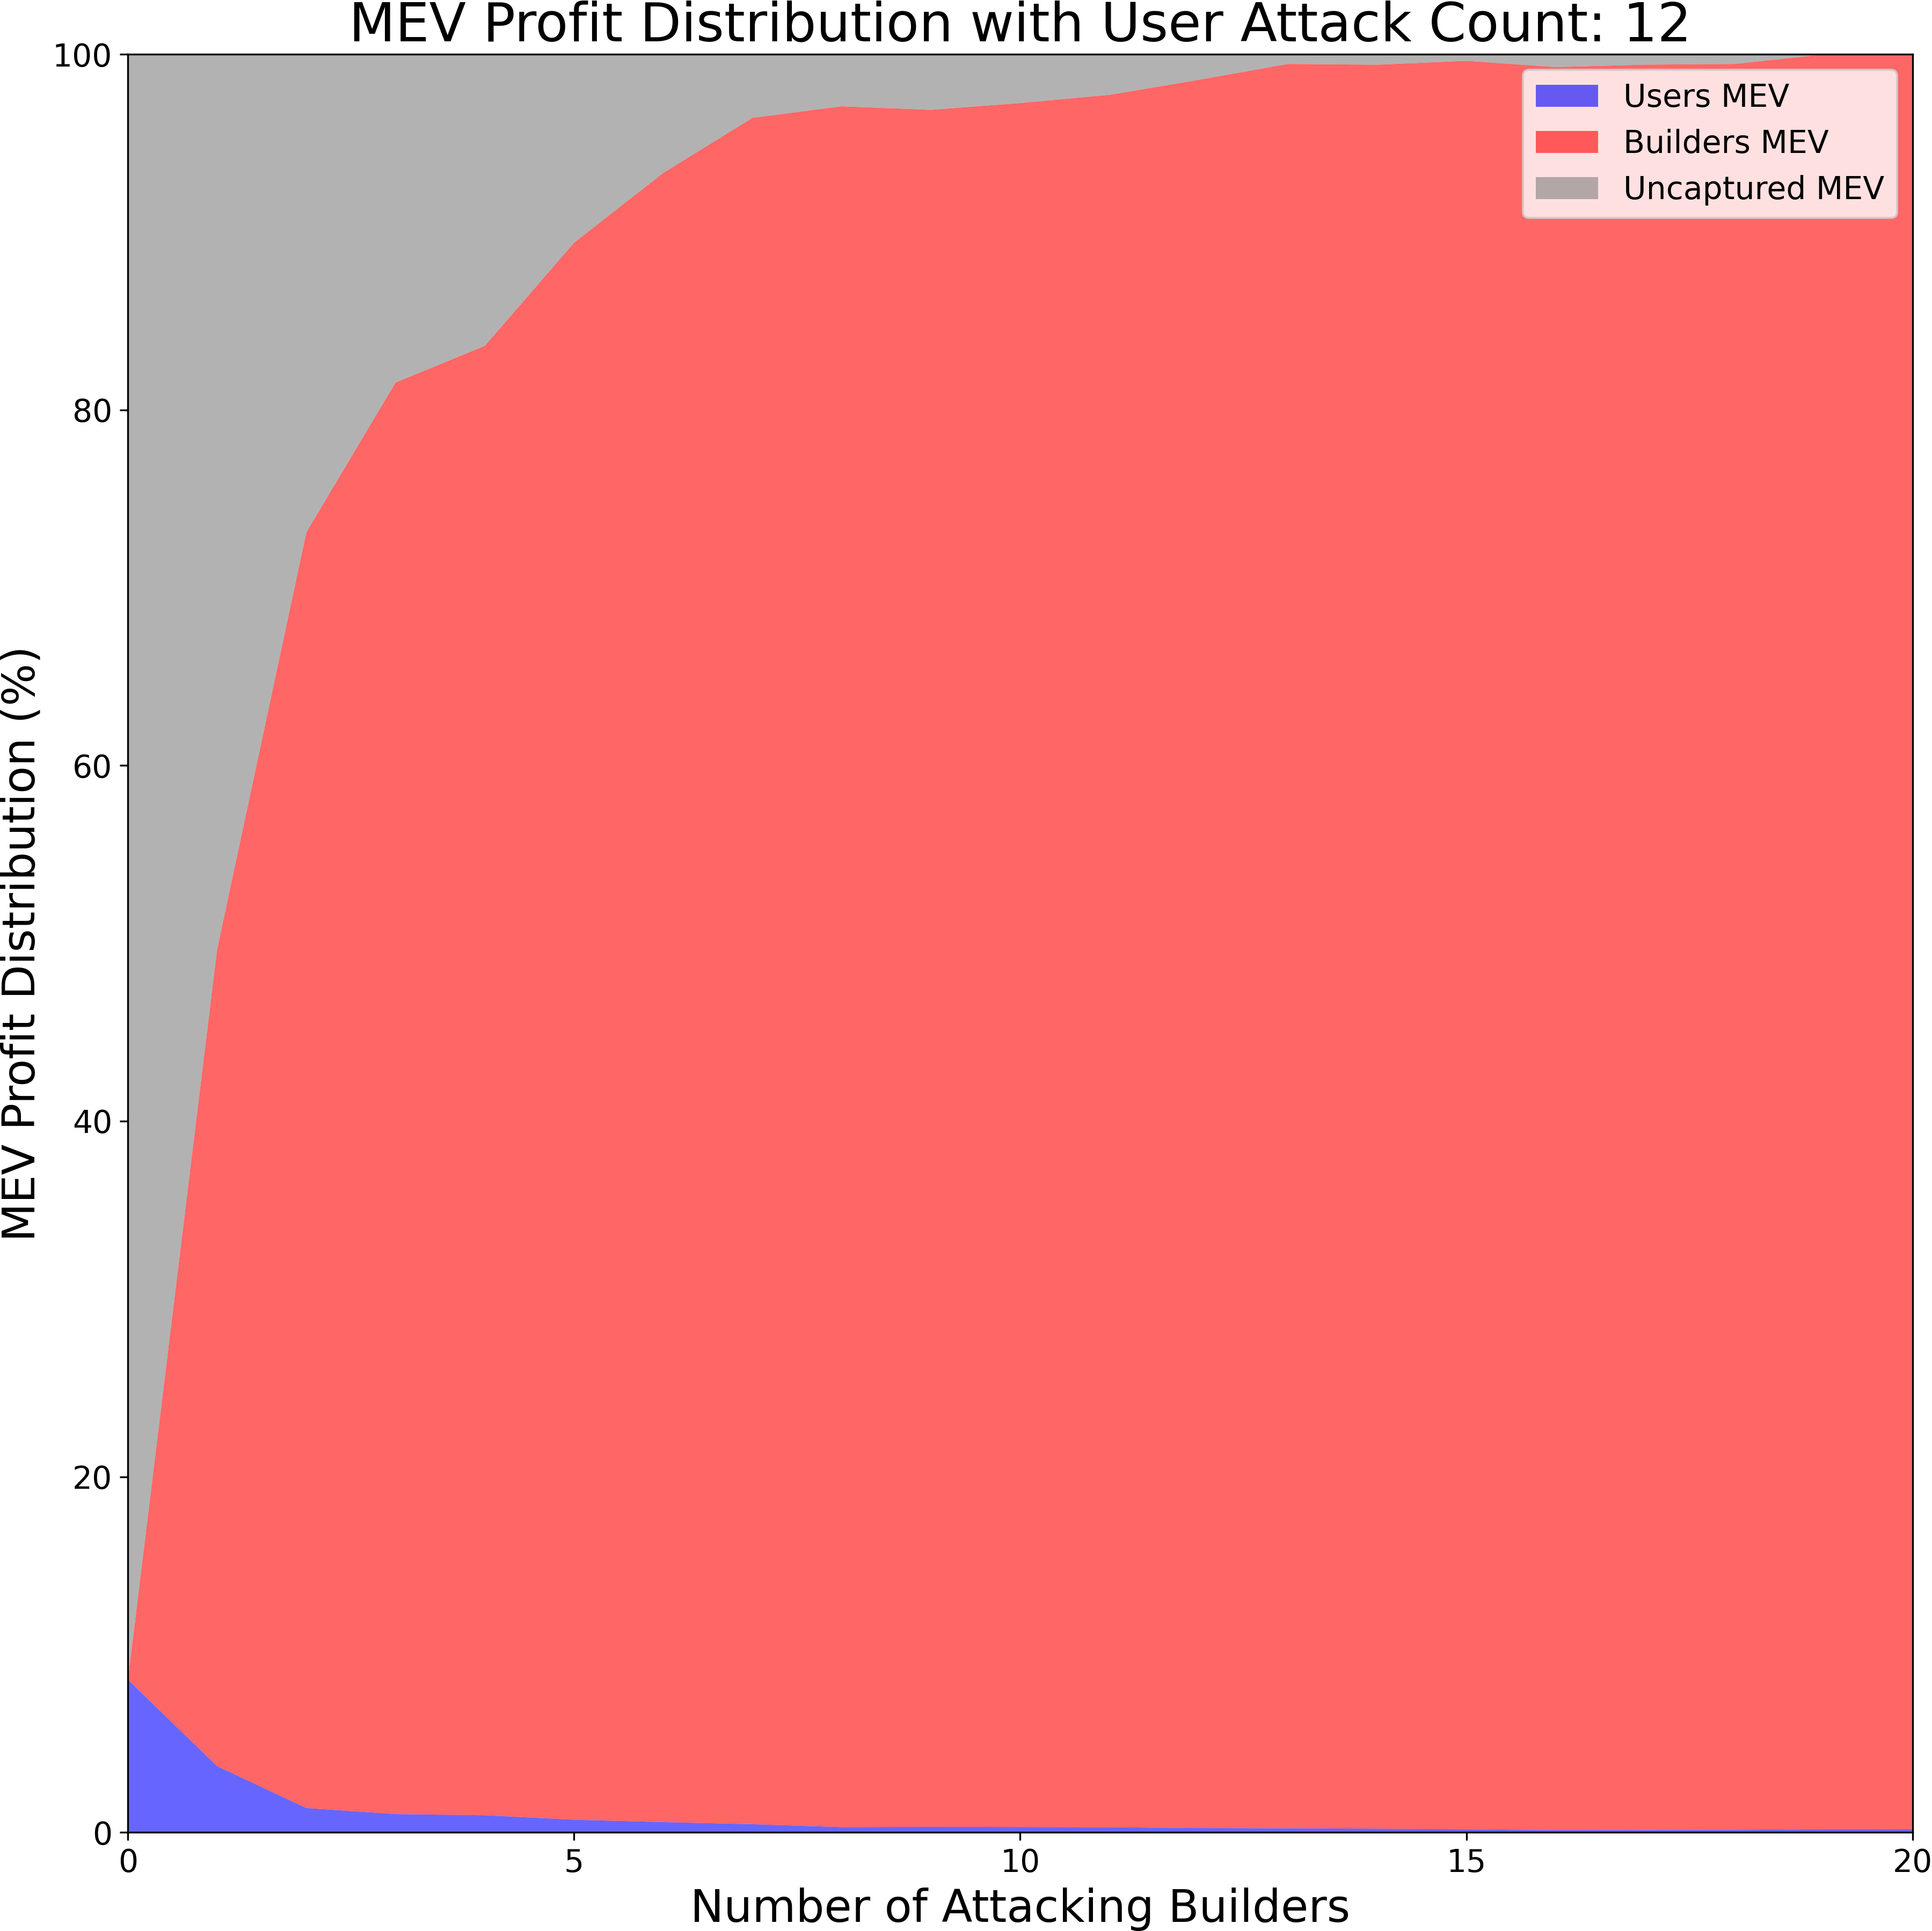 MEV Profit Distribution with User Attack Count: 12
MEV Profit Distribution (%)
100
80
60
40
20
0
Users MEV
Builders MEV
Uncaptured MEV
0 5 10 15 20
Number of Attacking Builders